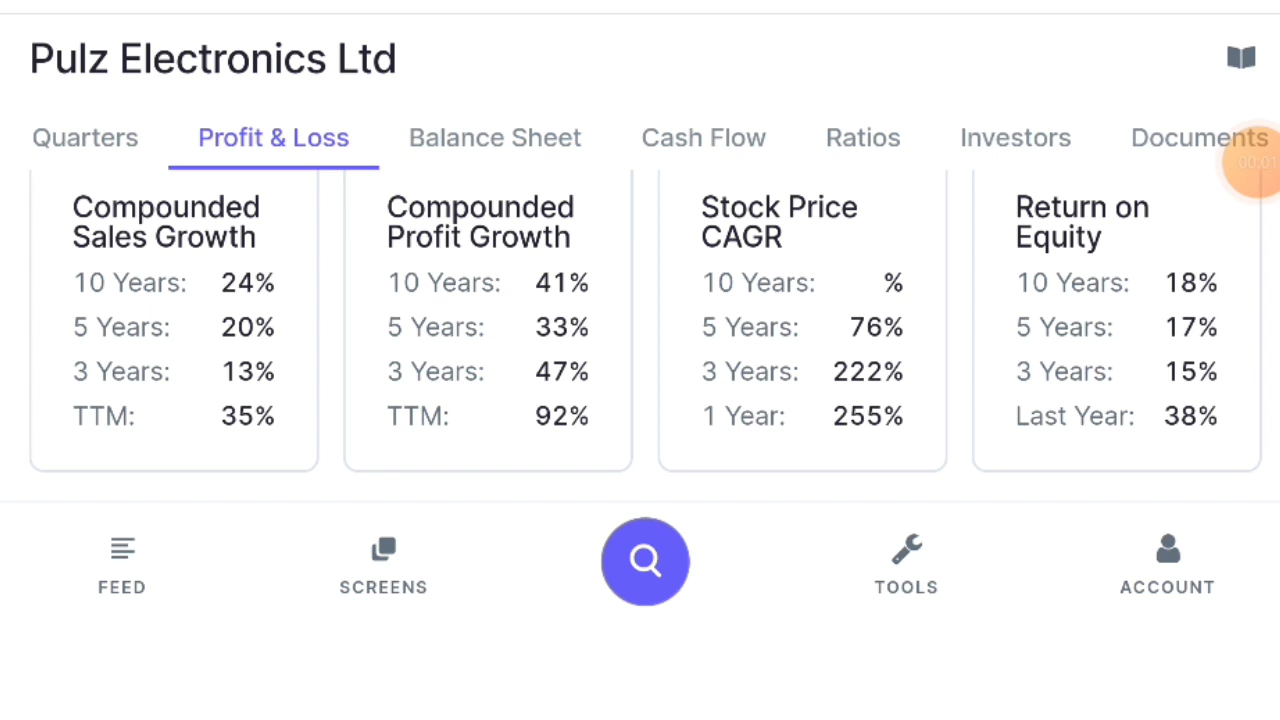 Pulz Electronics Ltd
Quarters Profit & Loss Balance Sheet Cash Flow Ratios Investors Documents
00:01
Compounded
Sales Growth
10 Years: 24%
5 Years: 20%
3 Years: 13%
TTM: 35%
Compounded
Profit Growth
10 Years: 41%
5 Years: 33%
3 Years: 47%
TTM: 92%
Stock Price
CAGR
10 Years: %
5 Years: 76%
3 Years: 222%
1 Year: 255%
Return on
Equity
10 Years: 18%
5 Years: 17%
3 Years: 15%
Last Year: 38%
FEED SCREENS TOOLS ACCOUNT